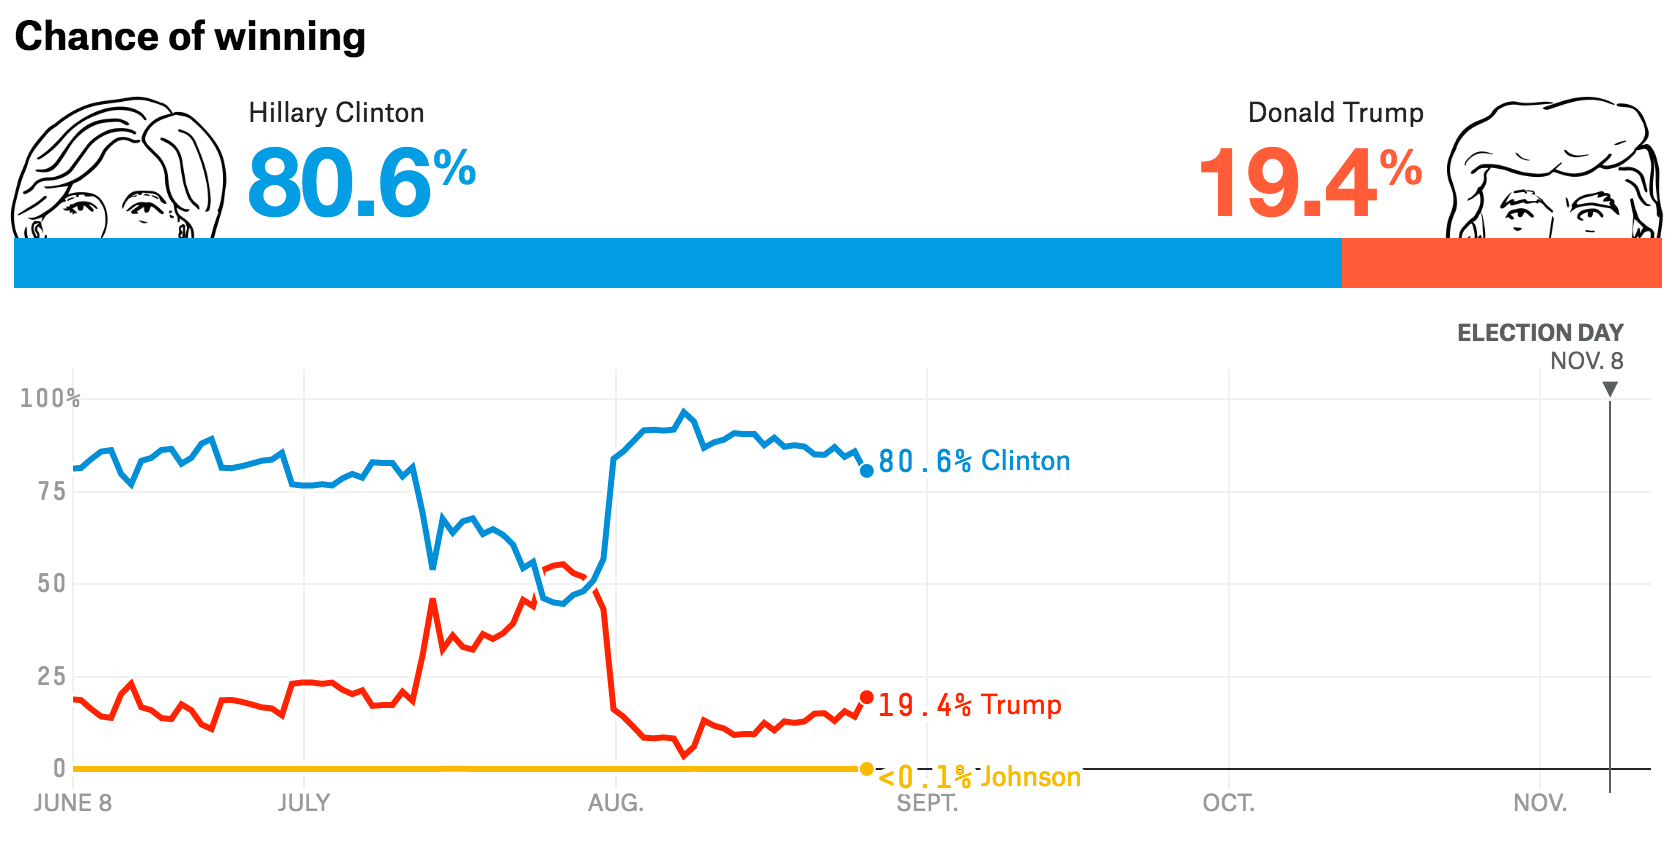 Chance of winning
Hillary Clinton
80.6%
Donald Trump
19.4%
ELECTION DAY
NOV. 8
100%
75
50
25
0
80.6% Clinton
19.4% Trump
<0.1% Johnson
JUNE 8
JULY
AUG.
SEPT.
OCT.
NOV.